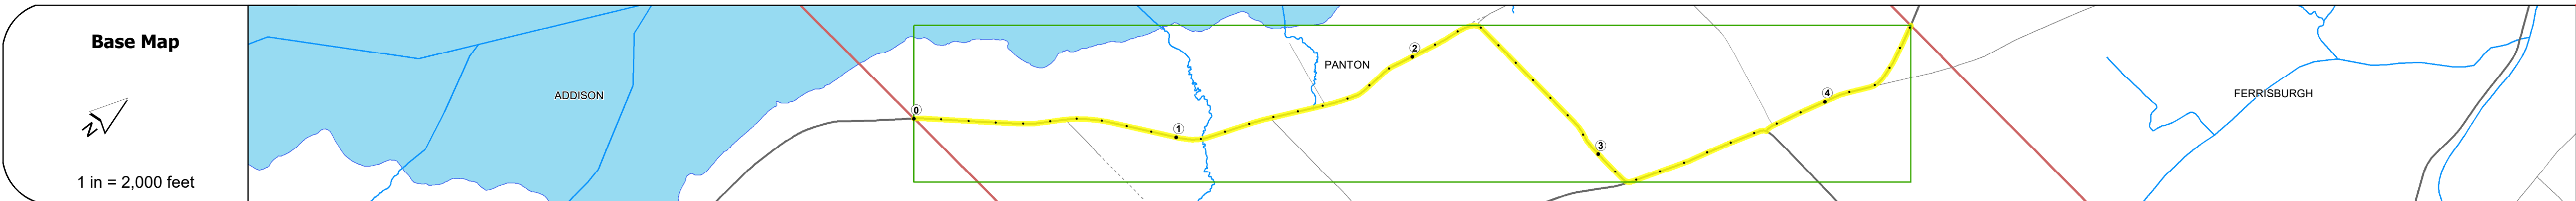 Base Map
N
1 in = 2,000 feet
ADDISON
PANTON
FERRISBURGH
0
1
2
3
4